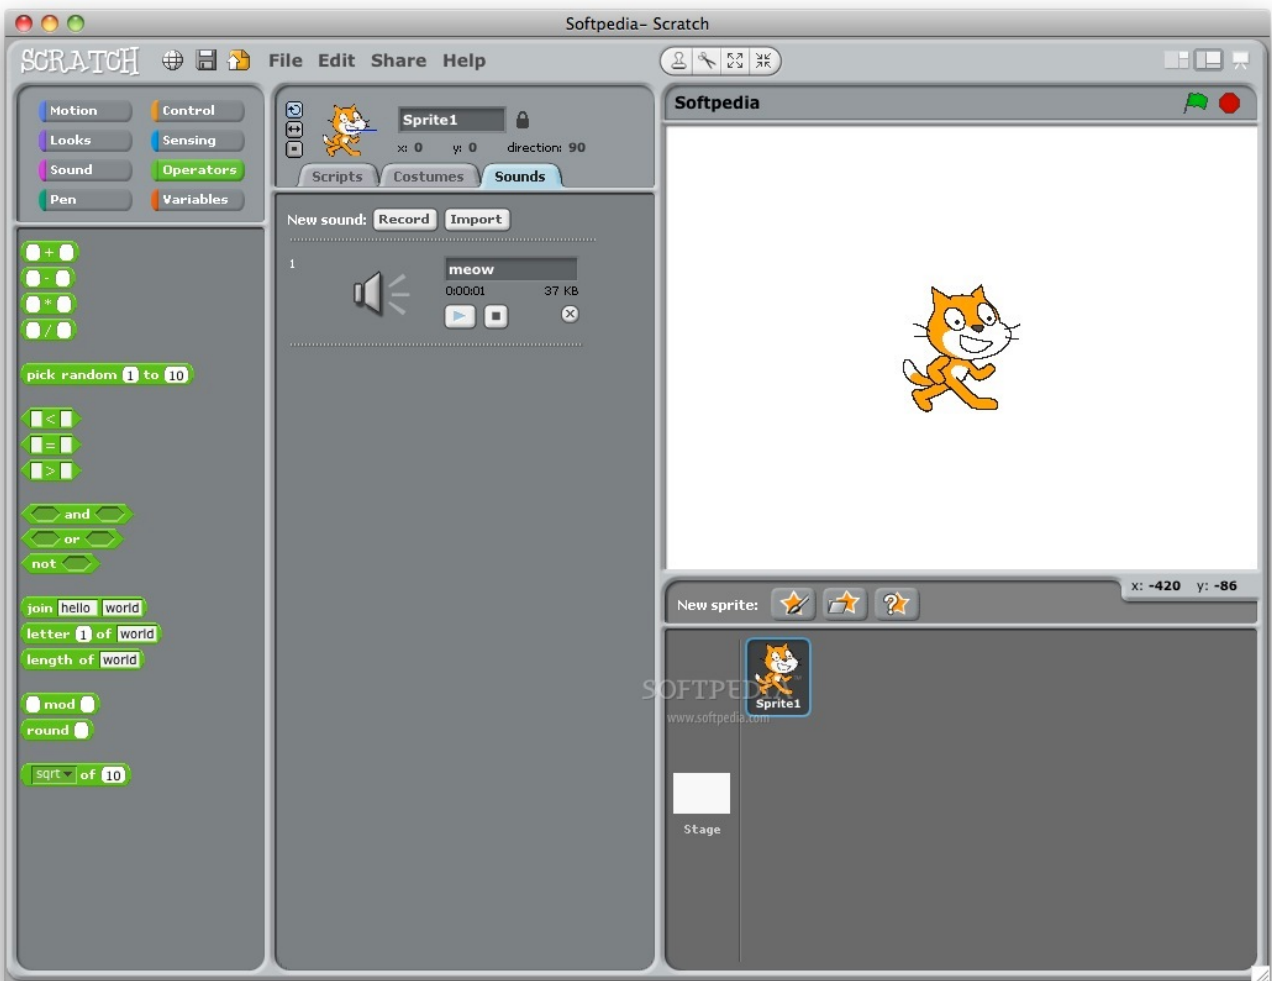 Softpedia– Scratch
SCRATCH File Edit Share Help
Motion Control
Looks Sensing
Sound Operators
Pen Variables
+
-
*
/
pick random 1 to 10
<
=
>
and
or
not
join hello world
letter 1 of world
length of world
mod
round
sqrt of 10
Sprite1
x: 0 y: 0 direction: 90
Scripts Costumes Sounds
New sound: Record Import
1
meow
0:00:01 37 KB
Softpedia
x: -420 y: -86
New sprite:
Sprite1
SOFTPEDIA™
www.softpedia.com
Stage